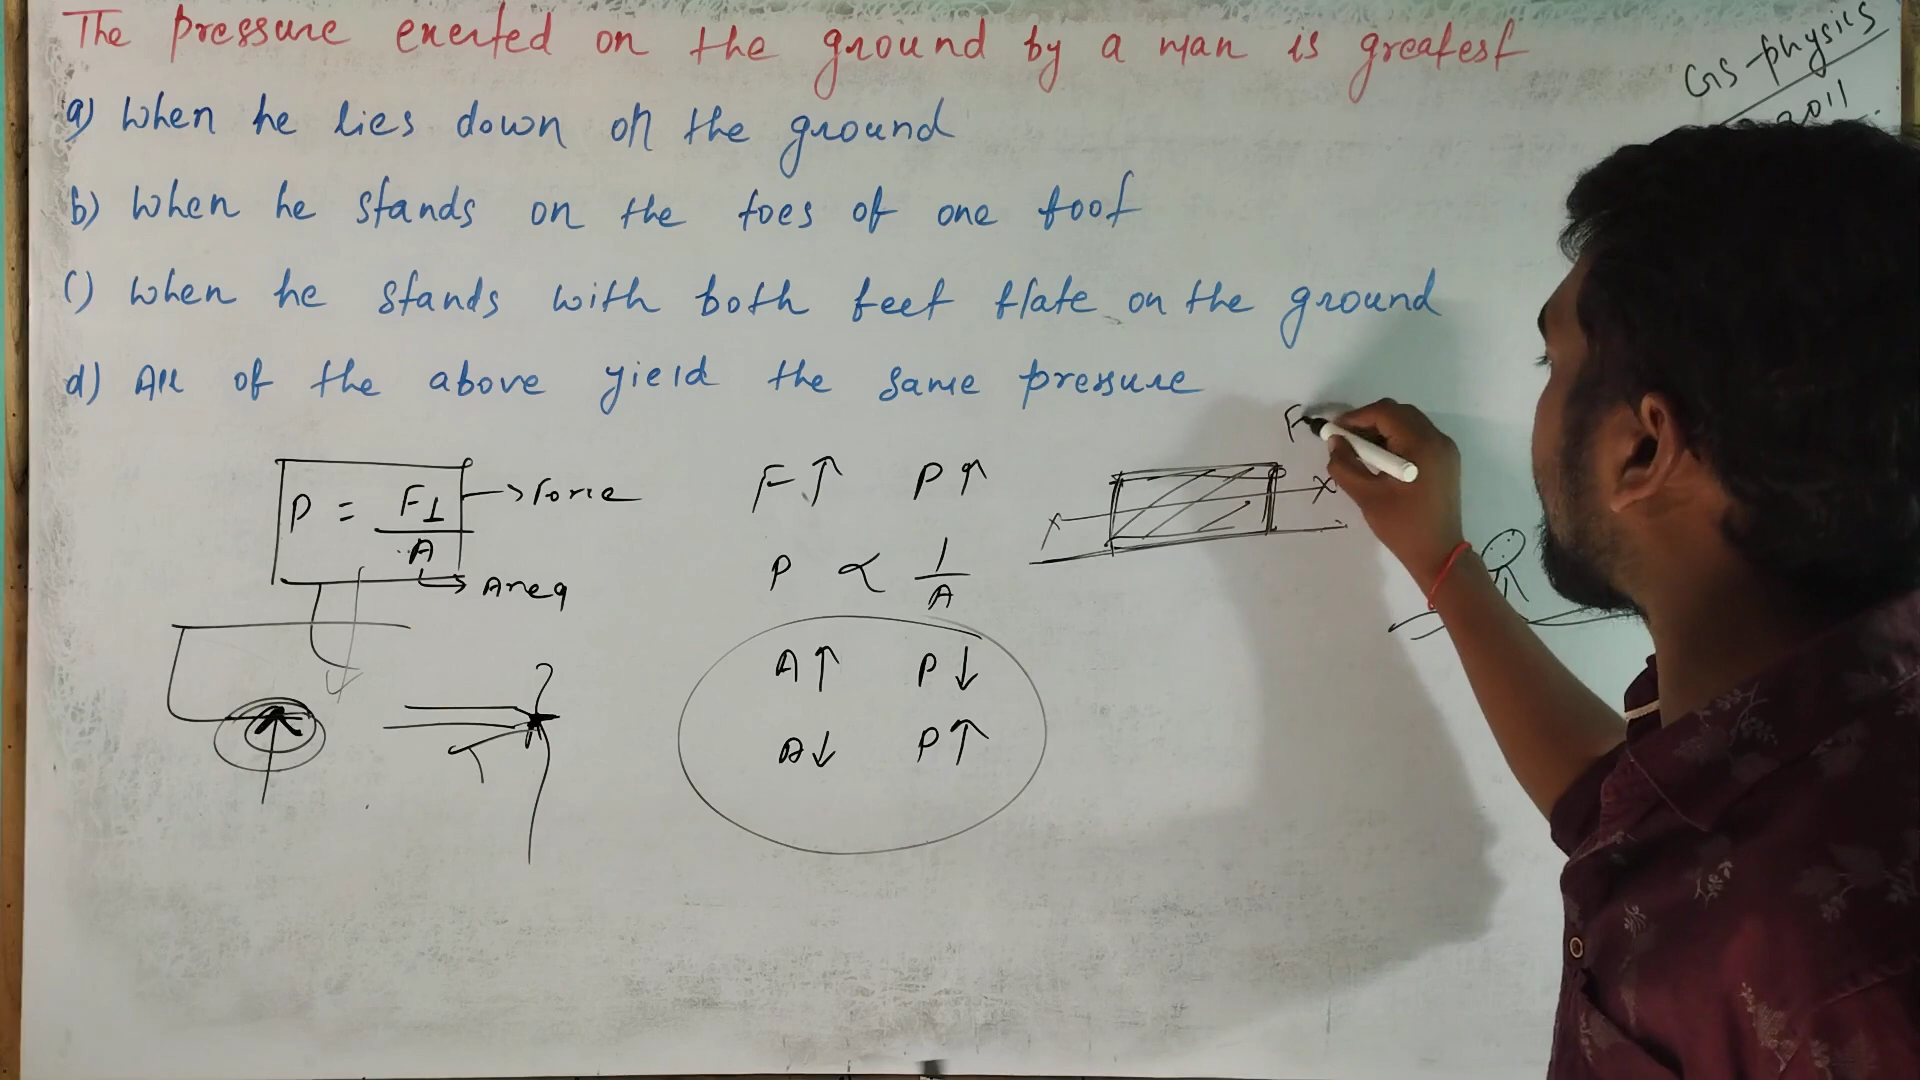 The pressure exerted on the ground by a man is greatest
GS-physics
2011
a) When he lies down on the ground
b) When he stands on the toes of one foot
c) When he stands with both feet flate on the ground
d) All of the above yield the same pressure
P = F⊥ / A
→ Force
→ Area
F↑ P↑
P ∝ 1/A
A↑ P↓
A↓ P↑
F